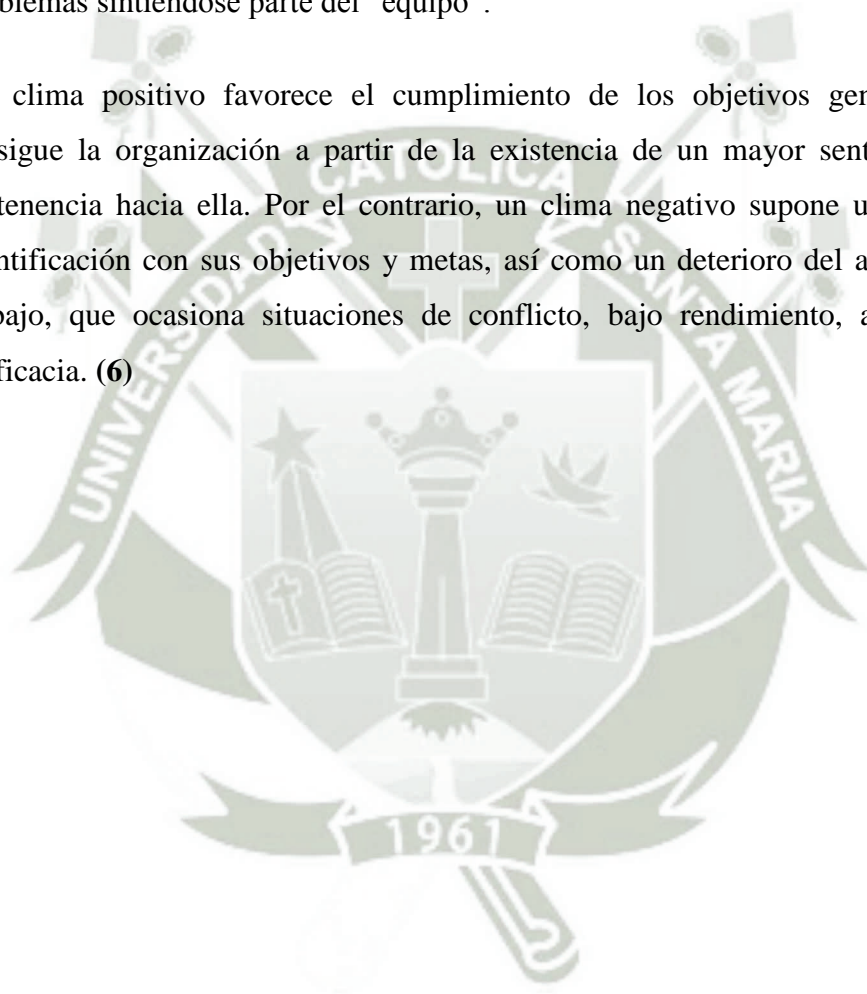 blemas sintiéndose parte del "equipo".
clima positivo favorece el cumplimiento de los objetivos gen
sigue la organización a partir de la existencia de un mayor sent
tenencia hacia ella. Por el contrario, un clima negativo supone u
ntificación con sus objetivos y metas, así como un deterioro del a
bajo, que ocasiona situaciones de conflicto, bajo rendimiento, a
ficacia. (6)
UNIVERSIDAD CATOLICA SANTA MARIA
1961